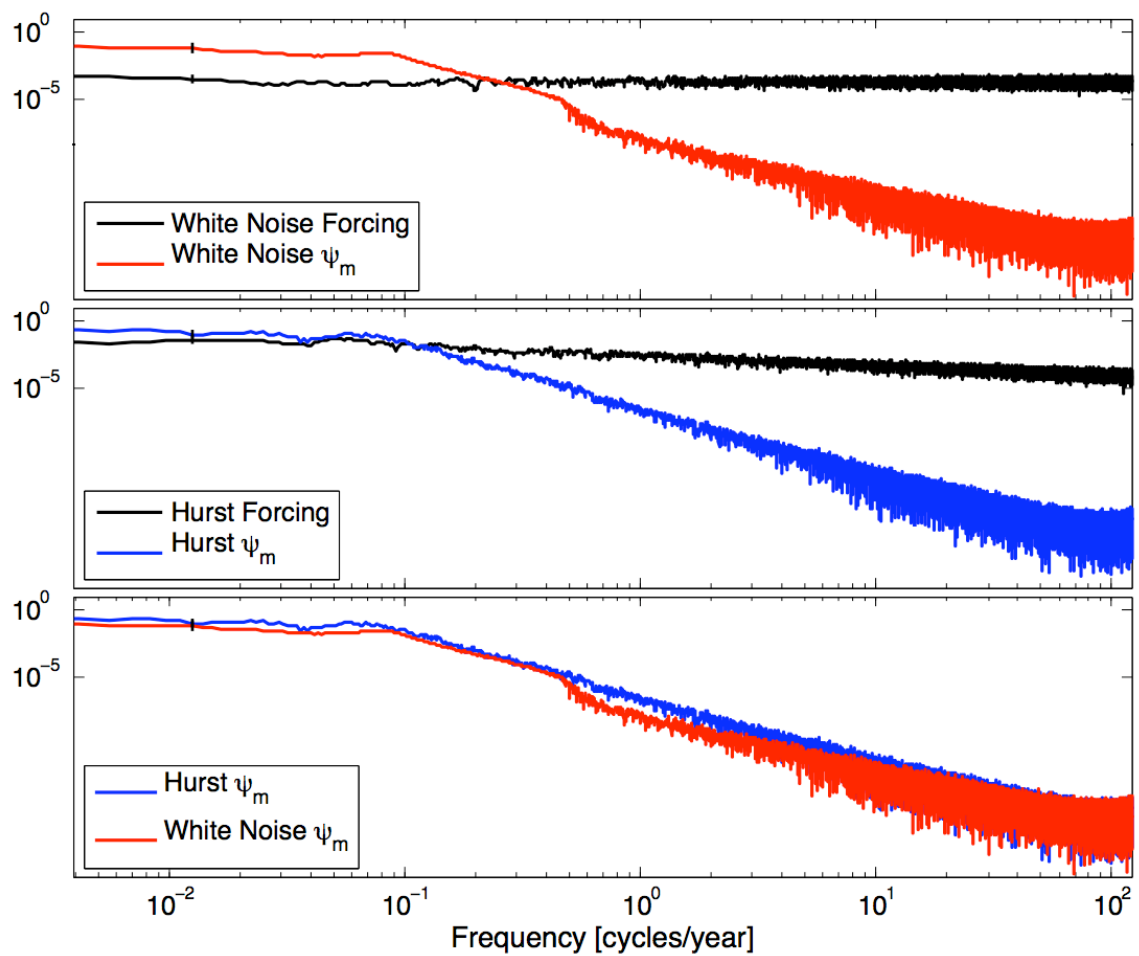 10⁰
10⁻⁵
White Noise Forcing
White Noise ψₘ
10⁰
10⁻⁵
Hurst Forcing
Hurst ψₘ
10⁰
10⁻⁵
Hurst ψₘ
White Noise ψₘ
10⁻² 10⁻¹ 10⁰ 10¹ 10²
Frequency [cycles/year]